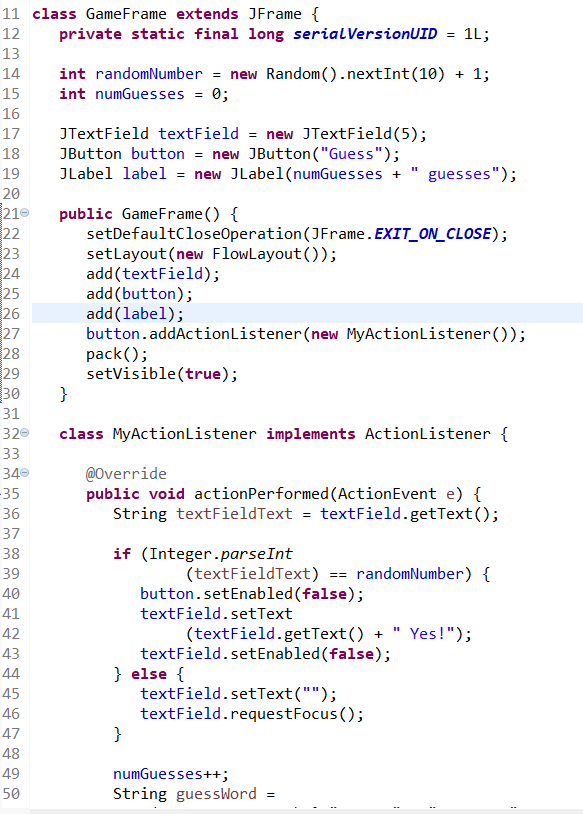 11 class GameFrame extends JFrame {
12 private static final long serialVersionUID = 1L;
13
14 int randomNumber = new Random().nextInt(10) + 1;
15 int numGuesses = 0;
16
17 JTextField textField = new JTextField(5);
18 JButton button = new JButton("Guess");
19 JLabel label = new JLabel(numGuesses + " guesses");
20
21 public GameFrame() {
22 setDefaultCloseOperation(JFrame.EXIT_ON_CLOSE);
23 setLayout(new FlowLayout());
24 add(textField);
25 add(button);
26 add(label);
27 button.addActionListener(new MyActionListener());
28 pack();
29 setVisible(true);
30 }
31
32 class MyActionListener implements ActionListener {
33
34 @Override
35 public void actionPerformed(ActionEvent e) {
36 String textFieldText = textField.getText();
37
38 if (Integer.parseInt
39 (textFieldText) == randomNumber) {
40 button.setEnabled(false);
41 textField.setText
42 (textField.getText() + " Yes!");
43 textField.setEnabled(false);
44 } else {
45 textField.setText("");
46 textField.requestFocus();
47 }
48
49 numGuesses++;
50 String guessWord =